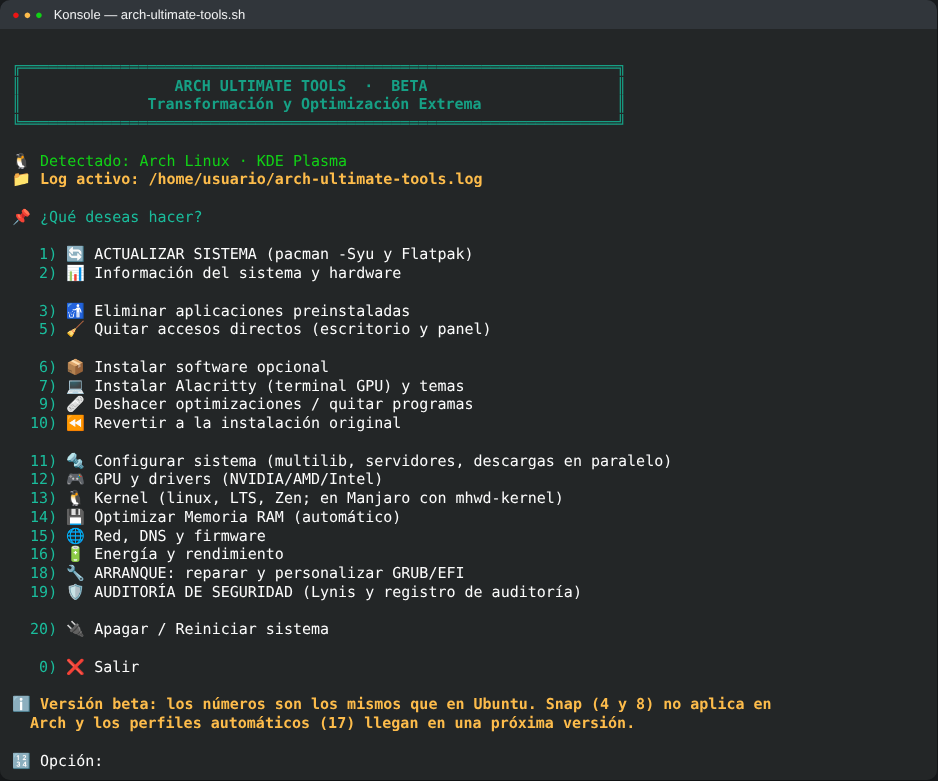 Konsole — arch-ultimate-tools.sh
ARCH ULTIMATE TOOLS · BETA
Transformación y Optimización Extrema
Detectado: Arch Linux · KDE Plasma
Log activo: /home/usuario/arch-ultimate-tools.log
¿Qué deseas hacer?
1) ACTUALIZAR SISTEMA (pacman -Syu y Flatpak)
2) Información del sistema y hardware
3) Eliminar aplicaciones preinstaladas
5) Quitar accesos directos (escritorio y panel)
6) Instalar software opcional
7) Instalar Alacritty (terminal GPU) y temas
9) Deshacer optimizaciones / quitar programas
10) Revertir a la instalación original
11) Configurar sistema (multilib, servidores, descargas en paralelo)
12) GPU y drivers (NVIDIA/AMD/Intel)
13) Kernel (linux, LTS, Zen; en Manjaro con mhwd-kernel)
14) Optimizar Memoria RAM (automático)
15) Red, DNS y firmware
16) Energía y rendimiento
18) ARRANQUE: reparar y personalizar GRUB/EFI
19) AUDITORÍA DE SEGURIDAD (Lynis y registro de auditoría)
20) Apagar / Reiniciar sistema
0) Salir
Versión beta: los números son los mismos que en Ubuntu. Snap (4 y 8) no aplica en
Arch y los perfiles automáticos (17) llegan en una próxima versión.
Opción: